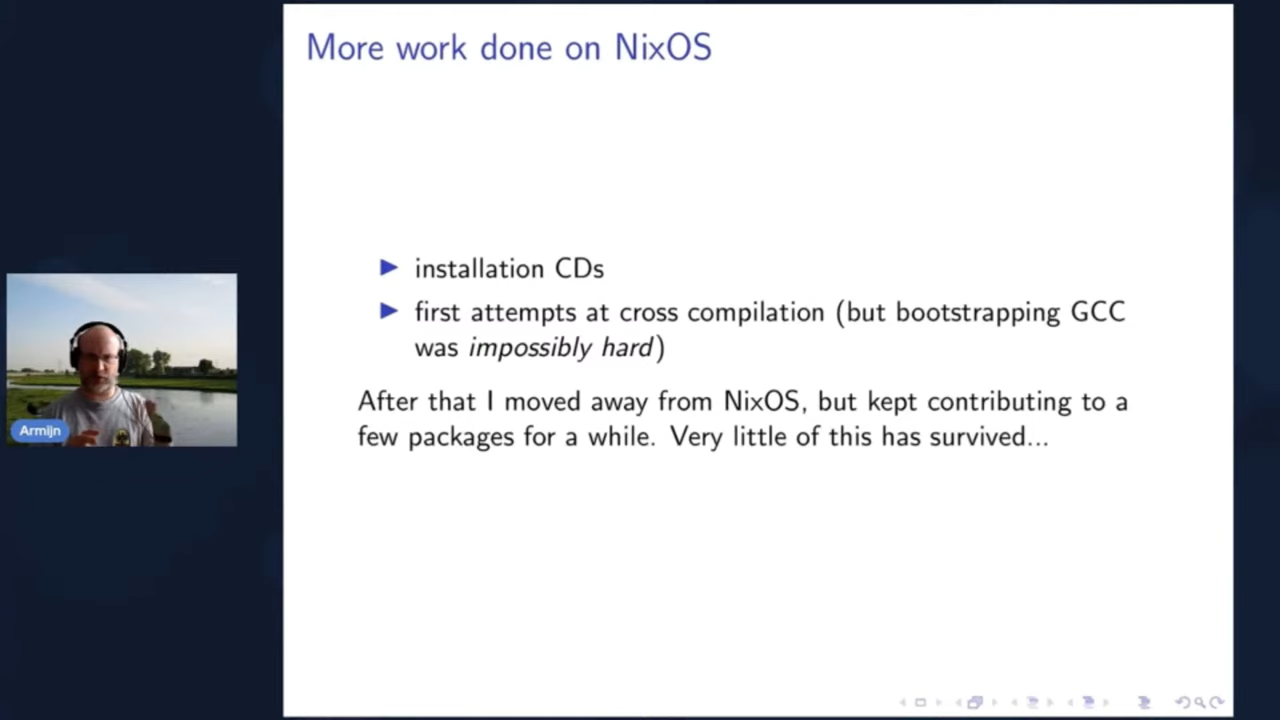 More work done on NixOS
installation CDs
first attempts at cross compilation (but bootstrapping GCC
was impossibly hard)
After that I moved away from NixOS, but kept contributing to a
few packages for a while. Very little of this has survived...
Armijn